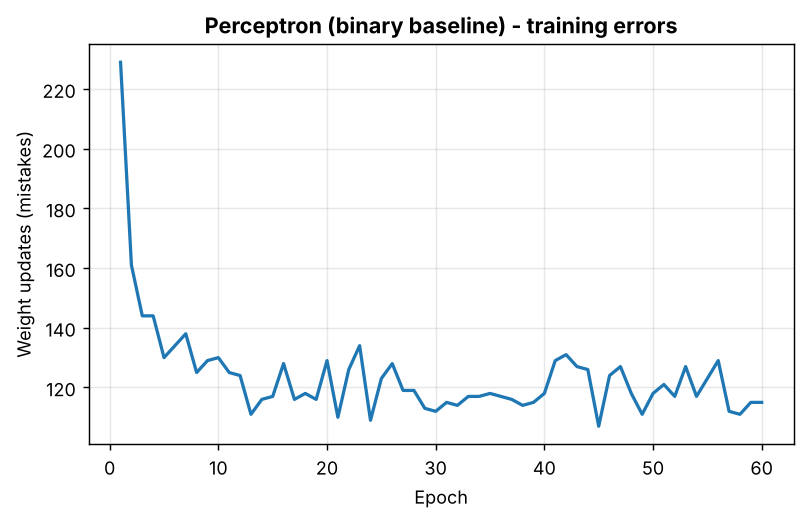 Perceptron (binary baseline) - training errors
Weight updates (mistakes)
220
200
180
160
140
120
0 10 20 30 40 50 60
Epoch